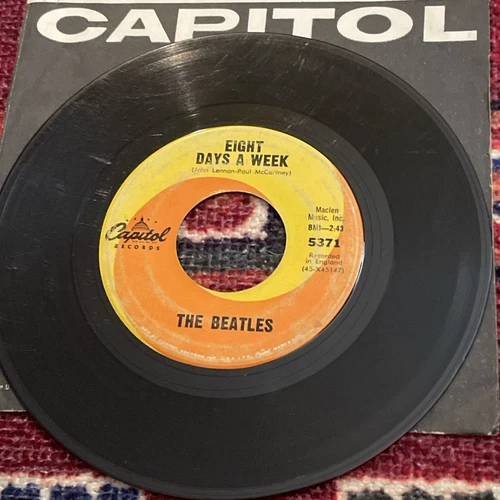 CAPITOL
EIGHT
DAYS A WEEK
(John Lennon-Paul McCartney)
Maclen
Music, Inc.
BMI—2:43
5371
Recorded
in England
(45-X45147)
Capitol
RECORDS
THE BEATLES